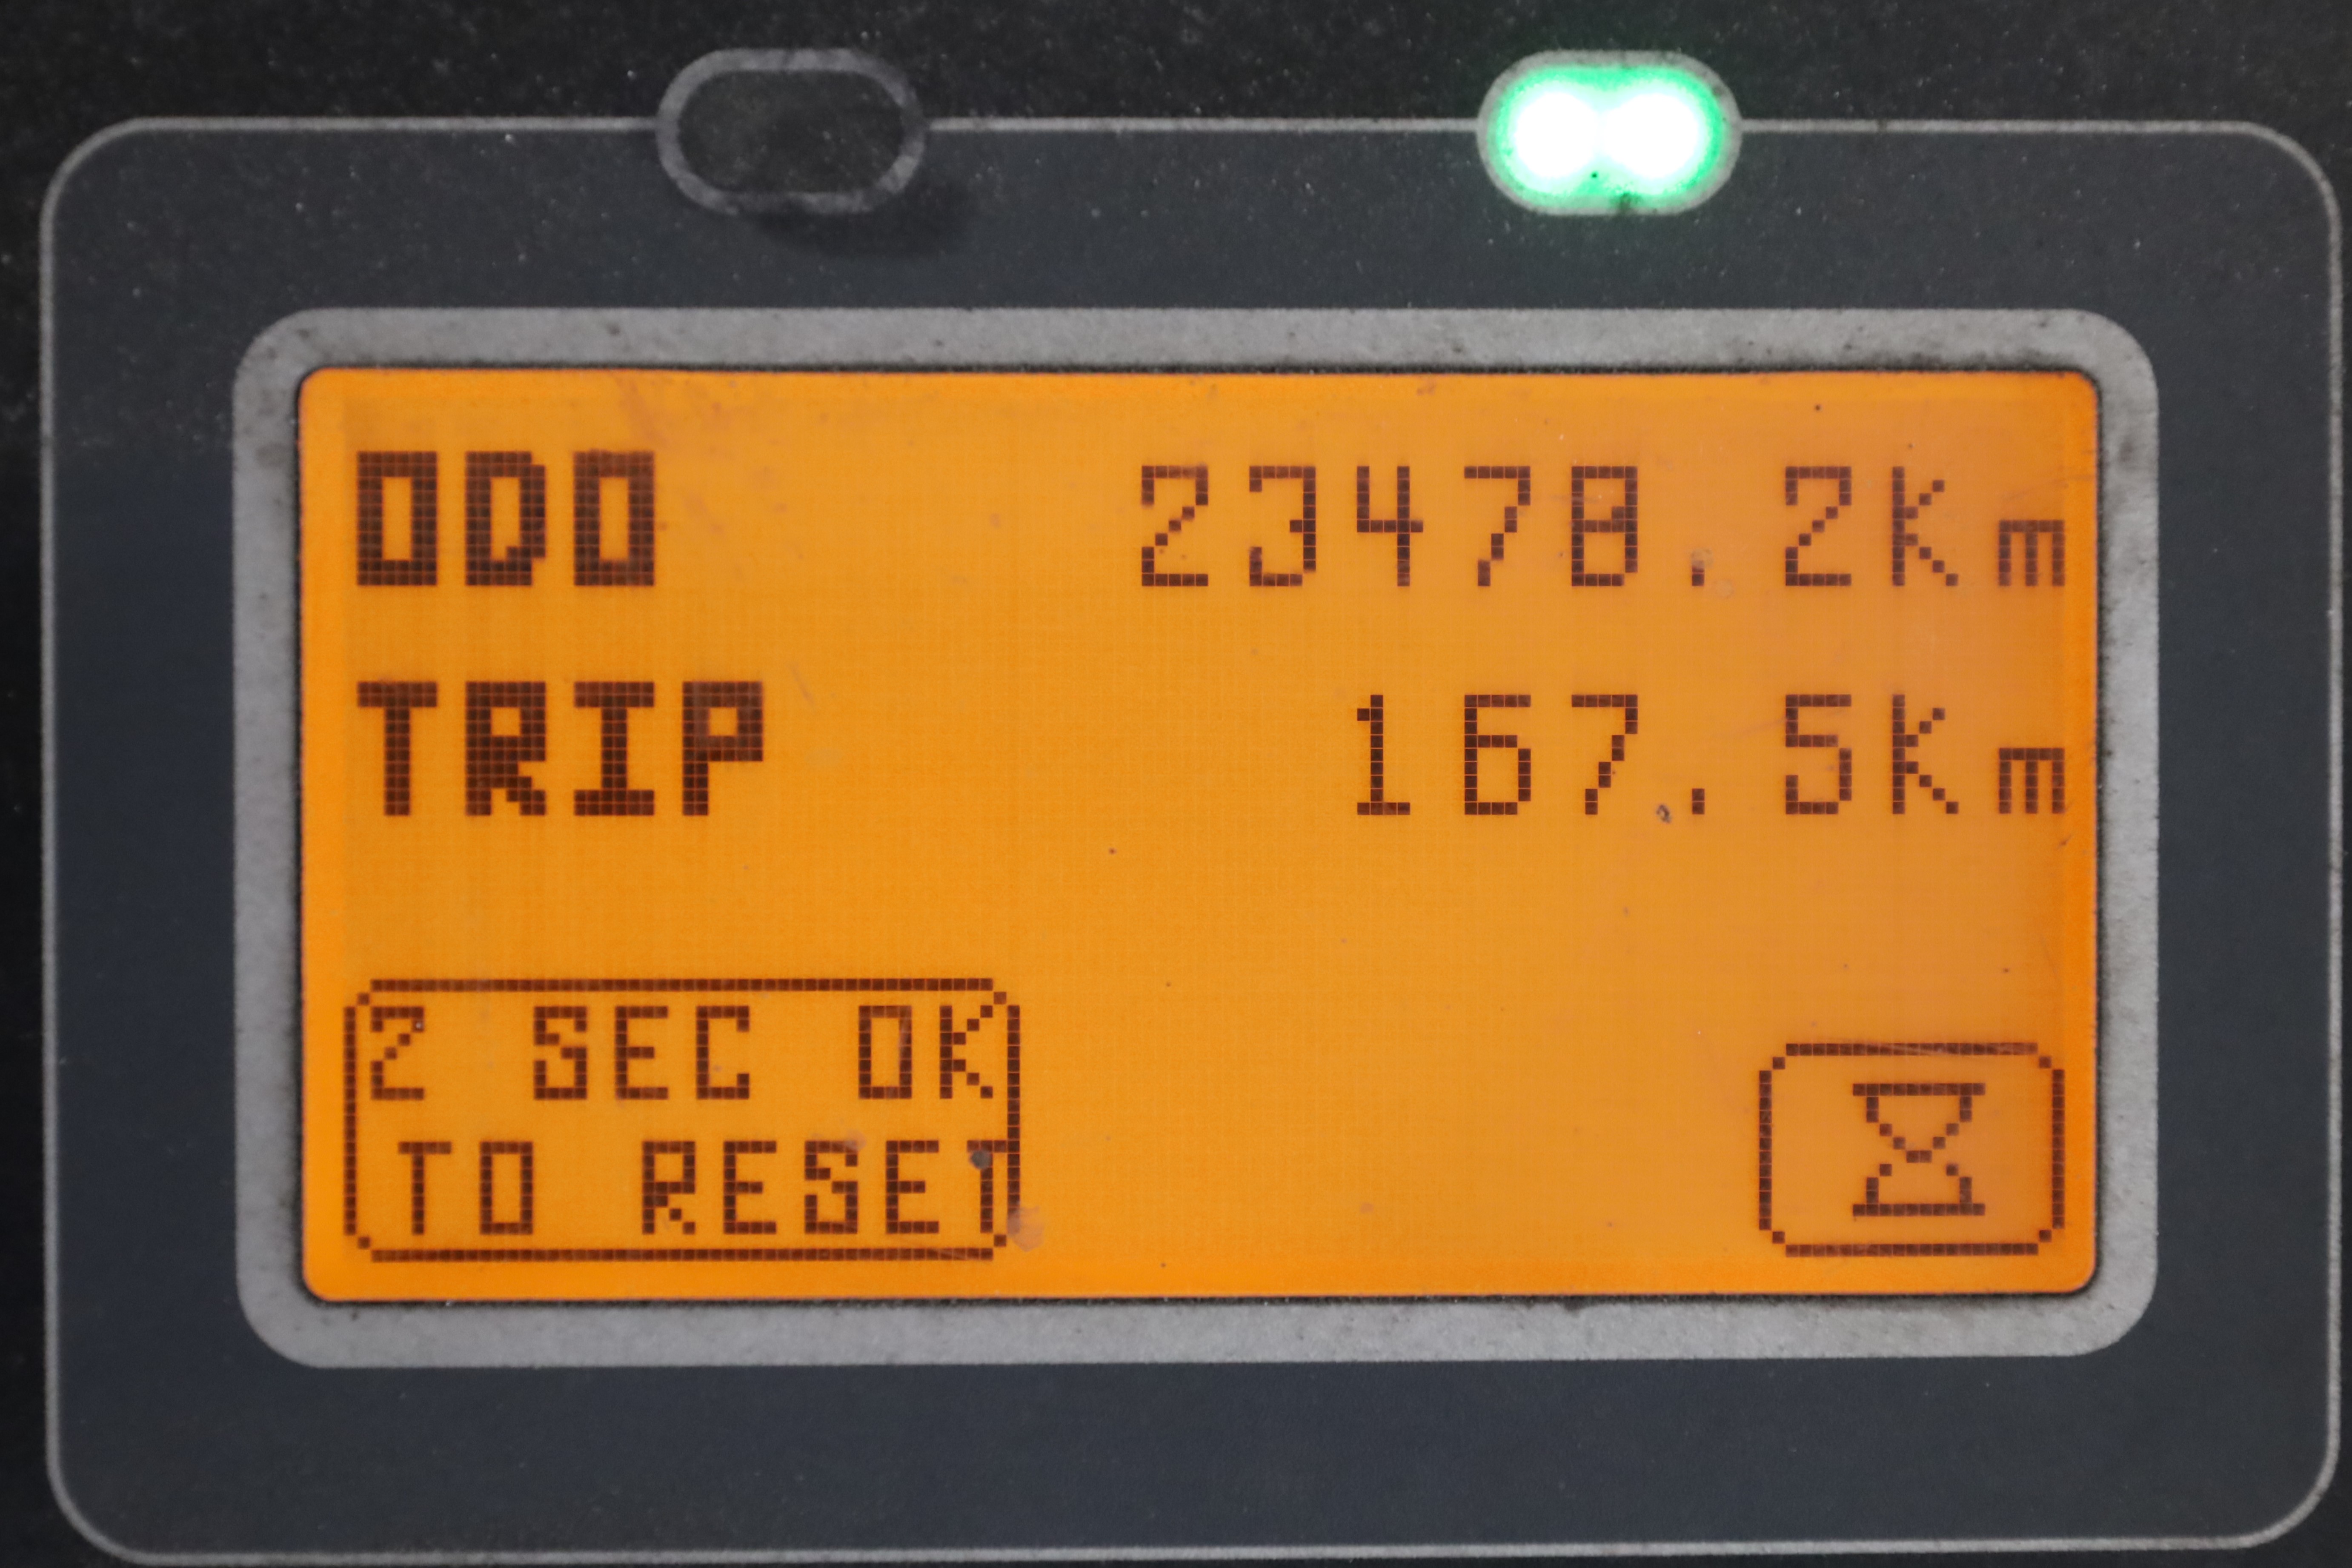 ODO 23478.2Km
TRIP 167.5Km
2 SEC OK
TO RESET